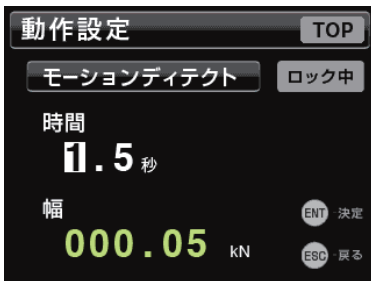 動作設定 TOP
モーションディテクト ロック中
時間
1.5 秒
幅
ENT 決定
000.05 kN
ESC 戻る